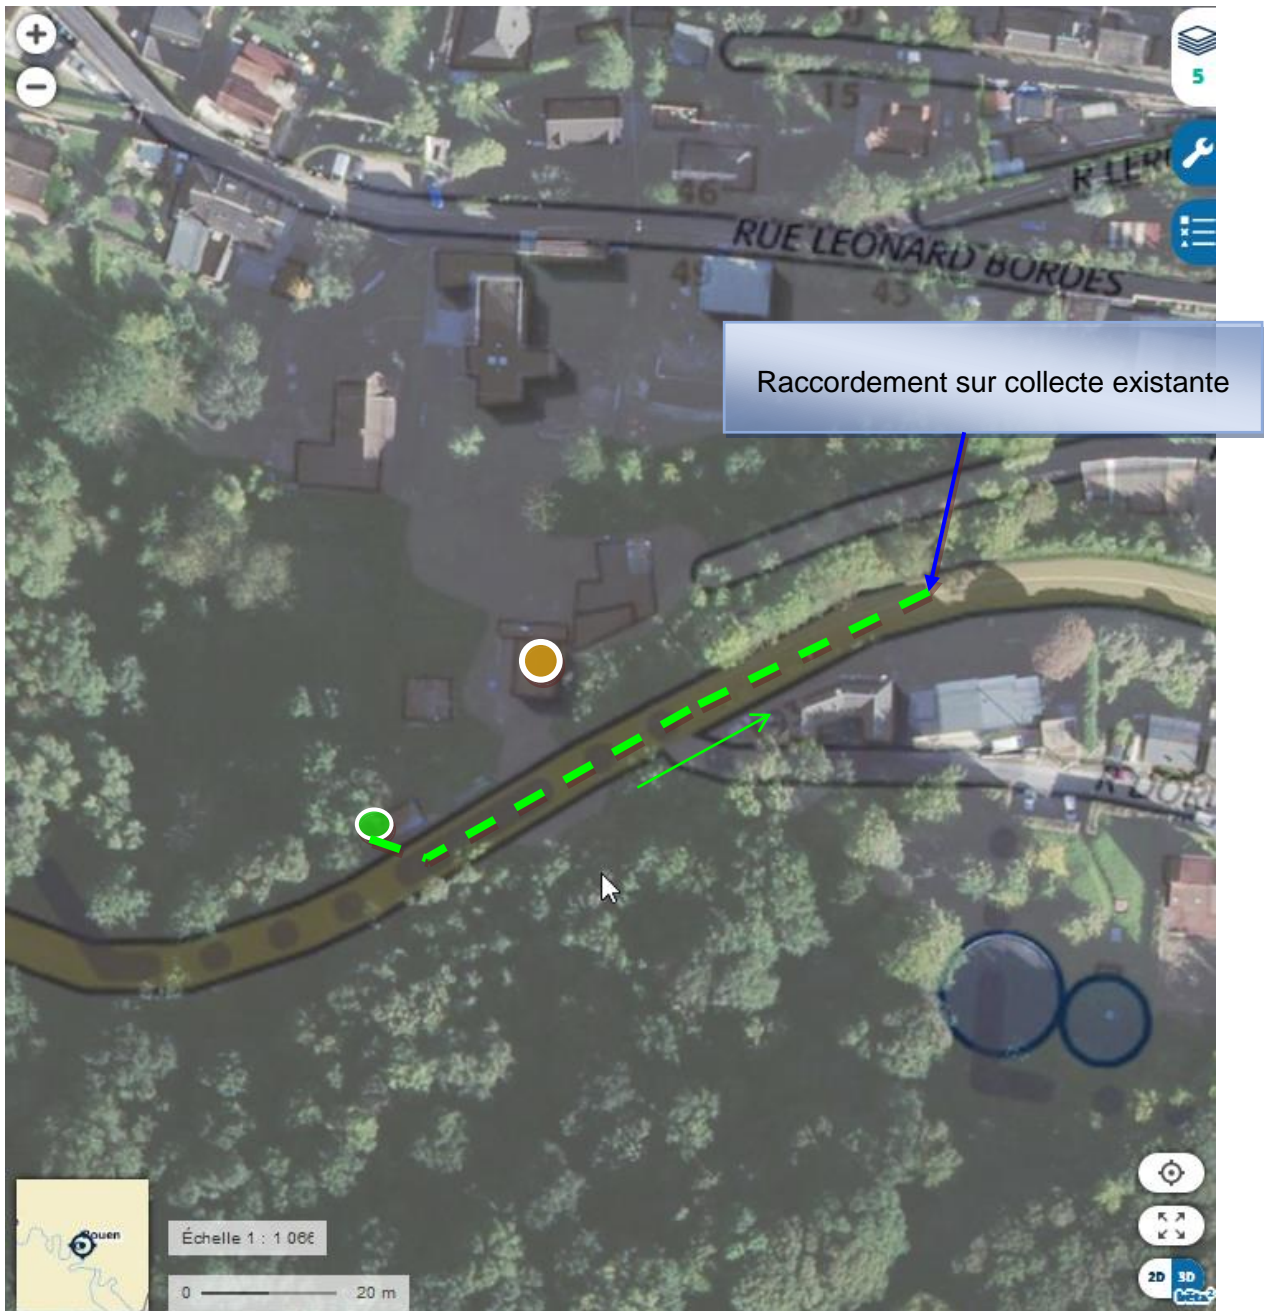 5
15
R LER
46
RUE LEONARD BORDES
49
43
Raccordement sur collecte existante
Rouen
Échelle 1 : 1 066
0 20 m
2D 3D